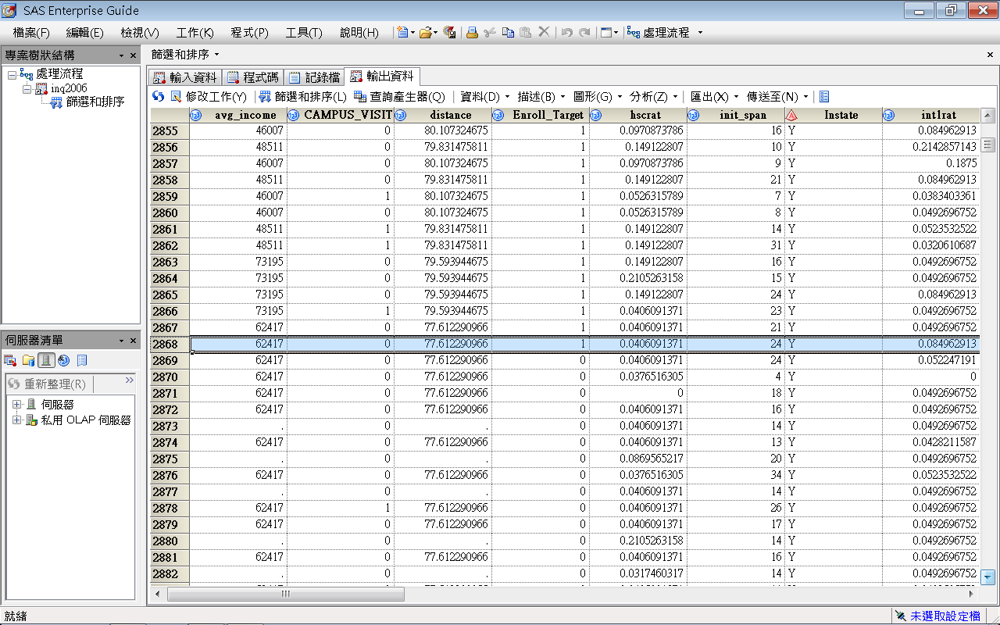 SAS Enterprise Guide
檔案(F) 編輯(E) 檢視(V) 工作(K) 程式(P) 工具(T) 說明(H) 處理流程
專案樹狀結構
處理流程
inq2006
篩選和排序
伺服器清單
重新整理(R)
伺服器
私用 OLAP 伺服器
篩選和排序
輸入資料 程式碼 記錄檔 輸出資料
修改工作(Y) 篩選和排序(L) 查詢產生器(Q) 資料(D) 描述(B) 圖形(G) 分析(Z) 匯出(X) 傳送至(N)
avg_income CAMPUS_VISIT distance Enroll_Target hscrat init_span Instate int1rat
2855 46007 0 80.107324675 1 0.0970873786 16 Y 0.084962913
2856 48511 0 79.831475811 1 0.149122807 10 Y 0.2142857143
2857 46007 0 80.107324675 1 0.0970873786 9 Y 0.1875
2858 48511 0 79.831475811 1 0.149122807 21 Y 0.084962913
2859 46007 1 80.107324675 1 0.0526315789 7 Y 0.0383403361
2860 46007 0 80.107324675 1 0.0526315789 8 Y 0.0492696752
2861 48511 1 79.831475811 1 0.149122807 14 Y 0.0523532522
2862 48511 1 79.831475811 1 0.149122807 31 Y 0.0320610687
2863 73195 0 79.593944675 1 0.149122807 16 Y 0.0492696752
2864 73195 0 79.593944675 1 0.2105263158 15 Y 0.0492696752
2865 73195 0 79.593944675 1 0.149122807 24 Y 0.084962913
2866 73195 1 79.593944675 1 0.0406091371 23 Y 0.0492696752
2867 62417 0 77.612290966 1 0.0406091371 21 Y 0.0492696752
2868 62417 0 77.612290966 1 0.0406091371 24 Y 0.084962913
2869 62417 0 77.612290966 0 0.0406091371 24 Y 0.052247191
2870 62417 0 77.612290966 0 0.0376516305 4 Y 0
2871 62417 0 77.612290966 0 0 18 Y 0.0492696752
2872 62417 0 77.612290966 0 0.0406091371 16 Y 0.0492696752
2873 . 0 . 0 0.0406091371 14 Y 0.0492696752
2874 62417 0 77.612290966 0 0.0406091371 13 Y 0.0428211587
2875 . 0 . 0 0.0869565217 20 Y 0.0492696752
2876 62417 0 77.612290966 0 0.0376516305 34 Y 0.0523532522
2877 . 0 . 0 0.0406091371 14 Y 0.0492696752
2878 62417 1 77.612290966 0 0.0406091371 26 Y 0.0492696752
2879 62417 0 77.612290966 0 0.0406091371 17 Y 0.0492696752
2880 . 0 . 0 0.2105263158 14 Y 0.0492696752
2881 62417 0 77.612290966 0 0.0406091371 16 Y 0.0492696752
2882 . 0 . 0 0.0317460317 14 Y 0.0492696752
就緒 未選取設定檔